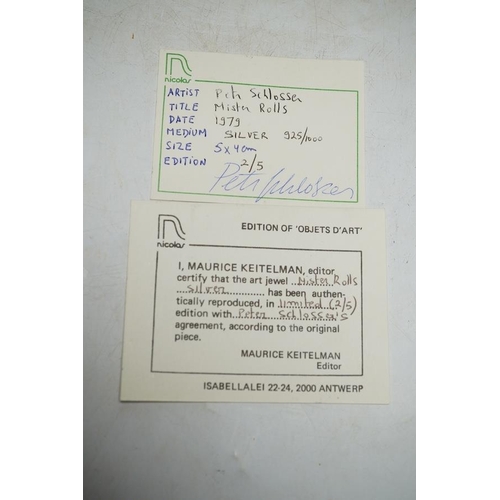 nicolas
ARTIST Petr Schlosser
TITLE Mister Rolls
DATE 1979
MEDIUM SILVER 925/1000
SIZE 5x4cm
EDITION 2/5
Petr Schlosser
nicolas
EDITION OF 'OBJETS D'ART'
I, MAURICE KEITELMAN, editor
certify that the art jewel ..Mister Rolls
...silver............. has been authen-
tically reproduced, in limited (2/5)
edition with Peter Schlosser's
agreement, according to the original
piece.
MAURICE KEITELMAN
Editor
ISABELLALEI 22-24, 2000 ANTWERP